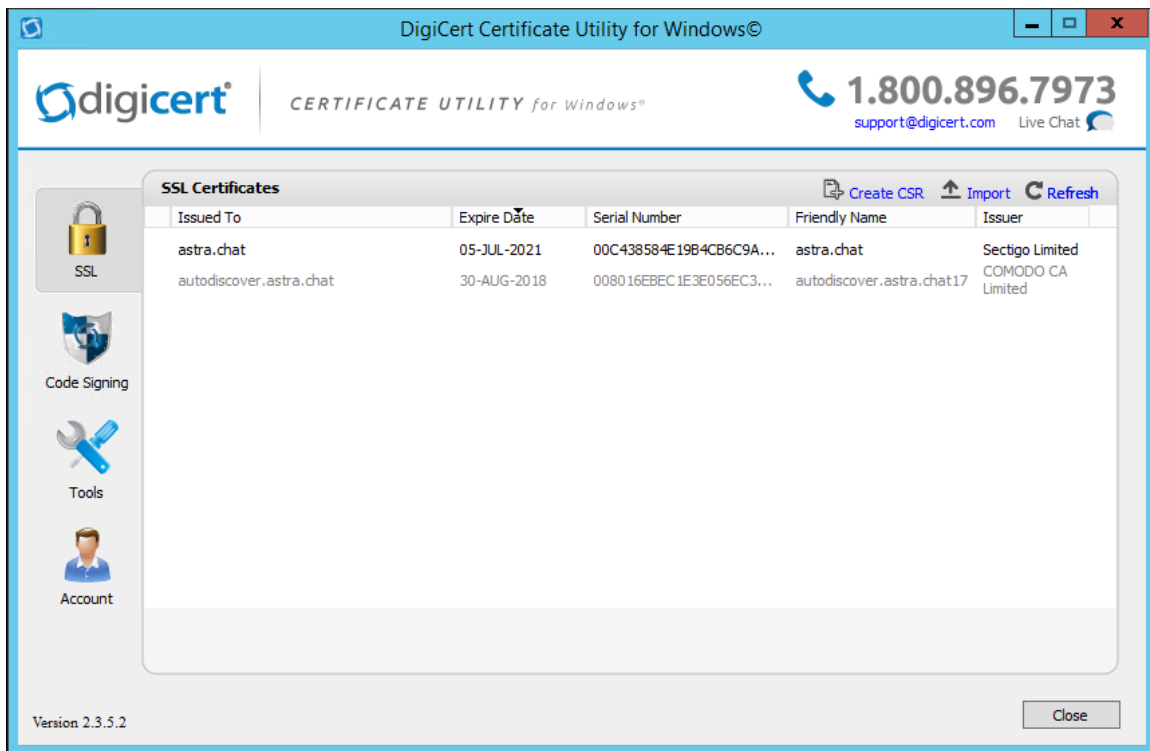 DigiCert Certificate Utility for Windows©
digicert® CERTIFICATE UTILITY for Windows®
1.800.896.7973
support@digicert.com Live Chat
SSL Certificates Create CSR Import Refresh
Issued To Expire Date Serial Number Friendly Name Issuer
astra.chat 05-JUL-2021 00C438584E19B4CB6C9A... astra.chat Sectigo Limited
autodiscover.astra.chat 30-AUG-2018 008016EBEC1E3E056EC3... autodiscover.astra.chat17 COMODO CA
Limited
SSL
Code Signing
Tools
Account
Version 2.3.5.2
Close